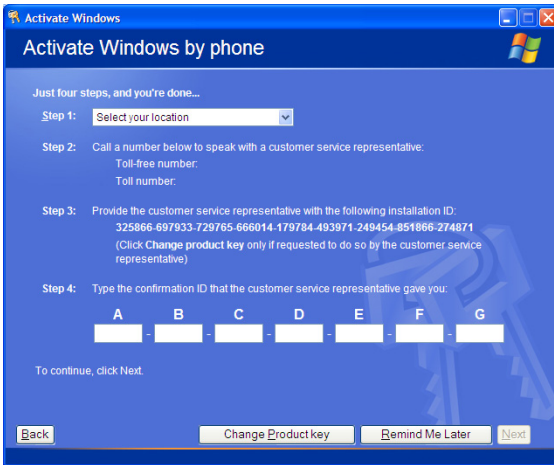 Activate Windows
Activate Windows by phone
Just four steps, and you're done...
Step 1: Select your location
Step 2: Call a number below to speak with a customer service representative:
Toll-free number:
Toll number:
Step 3: Provide the customer service representative with the following installation ID:
325866-697933-729765-666014-179784-493971-249454-851866-274871
(Click Change product key only if requested to do so by the customer service
representative)
Step 4: Type the confirmation ID that the customer service representative gave you:
A B C D E F G
- - - - - -
To continue, click Next.
Back Change Product key Remind Me Later Next